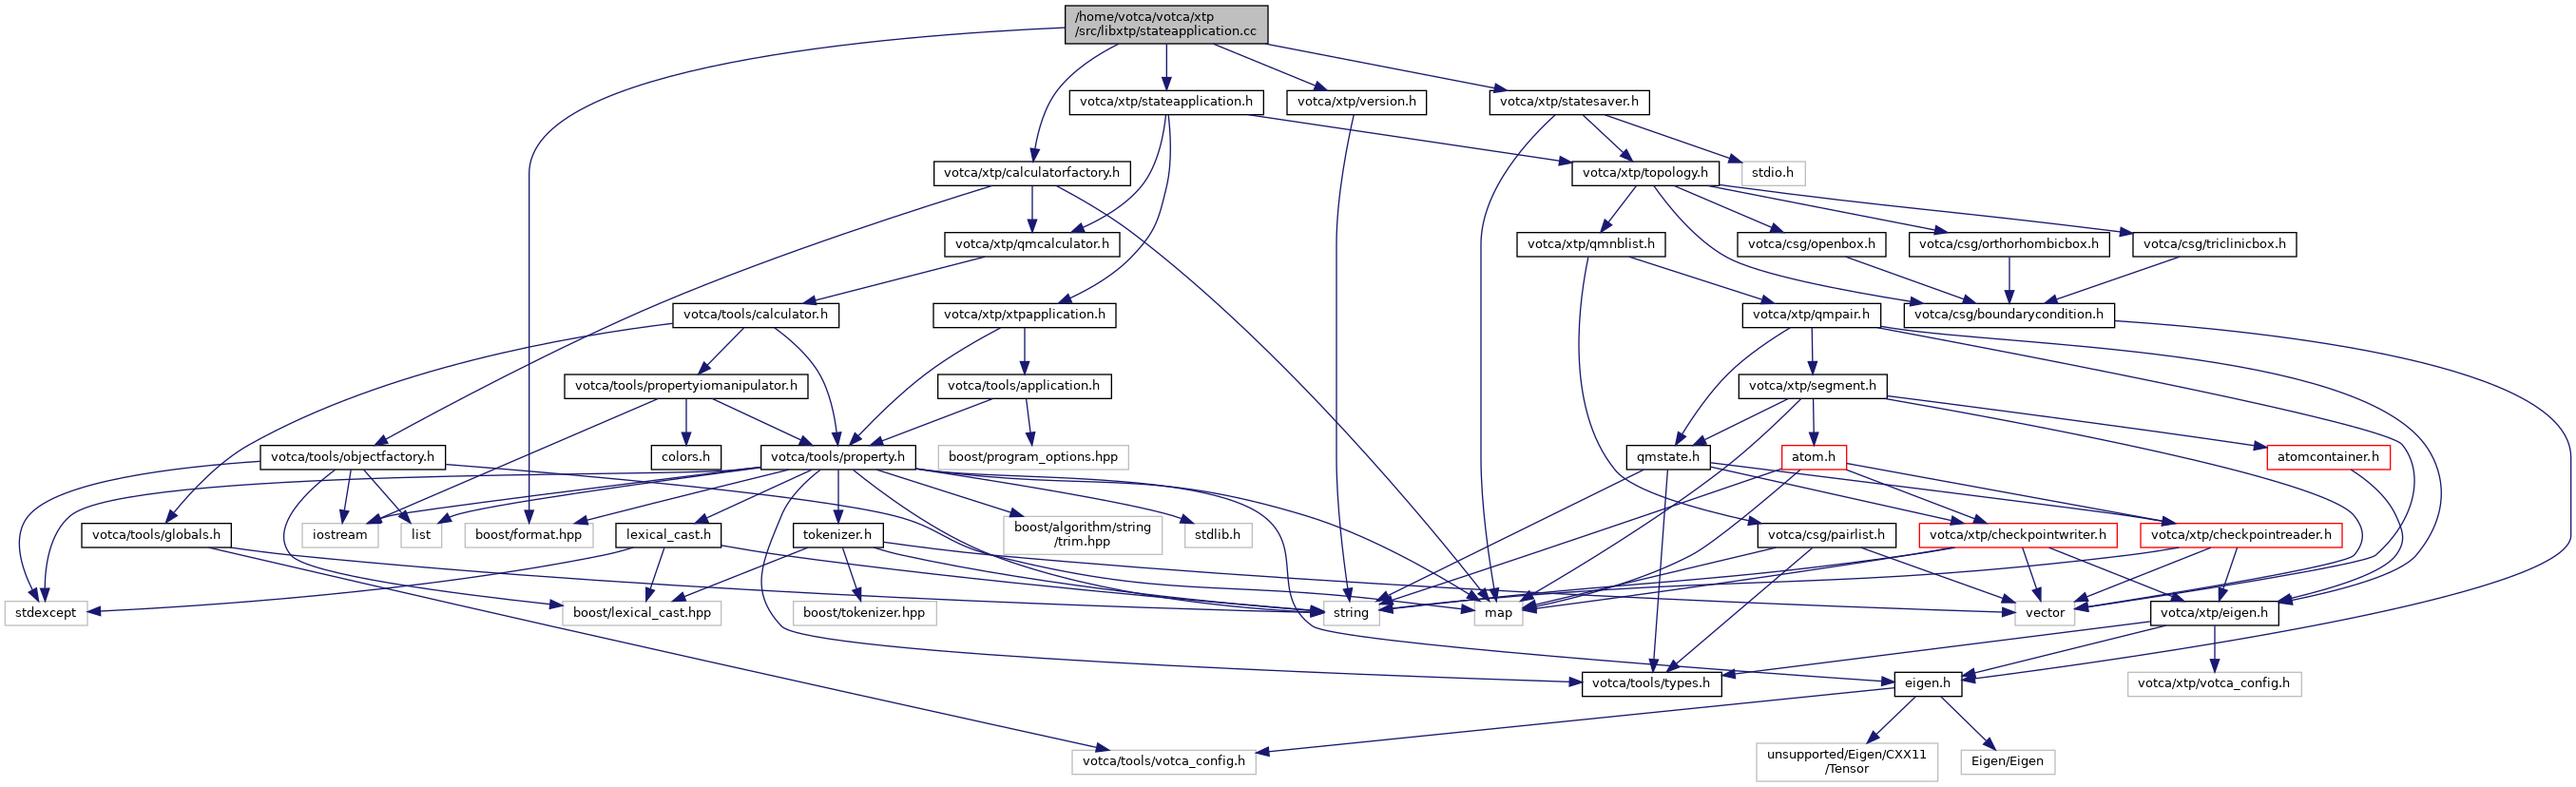 /home/votca/votca/xtp
/src/libxtp/stateapplication.cc
votca/xtp/stateapplication.h
votca/xtp/version.h
votca/xtp/statesaver.h
votca/xtp/calculatorfactory.h
votca/xtp/topology.h
stdio.h
votca/xtp/qmcalculator.h
votca/xtp/qmnblist.h
votca/csg/openbox.h
votca/csg/orthorhombicbox.h
votca/csg/triclinicbox.h
votca/tools/calculator.h
votca/xtp/xtpapplication.h
votca/xtp/qmpair.h
votca/csg/boundarycondition.h
votca/tools/propertyiomanipulator.h
votca/tools/application.h
votca/xtp/segment.h
votca/tools/objectfactory.h
colors.h
votca/tools/property.h
boost/program_options.hpp
qmstate.h
atom.h
atomcontainer.h
votca/tools/globals.h
iostream
list
boost/format.hpp
lexical_cast.h
tokenizer.h
boost/algorithm/string
/trim.hpp
stdlib.h
votca/csg/pairlist.h
votca/xtp/checkpointwriter.h
votca/xtp/checkpointreader.h
stdexcept
boost/lexical_cast.hpp
boost/tokenizer.hpp
string
map
vector
votca/xtp/eigen.h
votca/tools/types.h
eigen.h
votca/xtp/votca_config.h
votca/tools/votca_config.h
unsupported/Eigen/CXX11
/Tensor
Eigen/Eigen